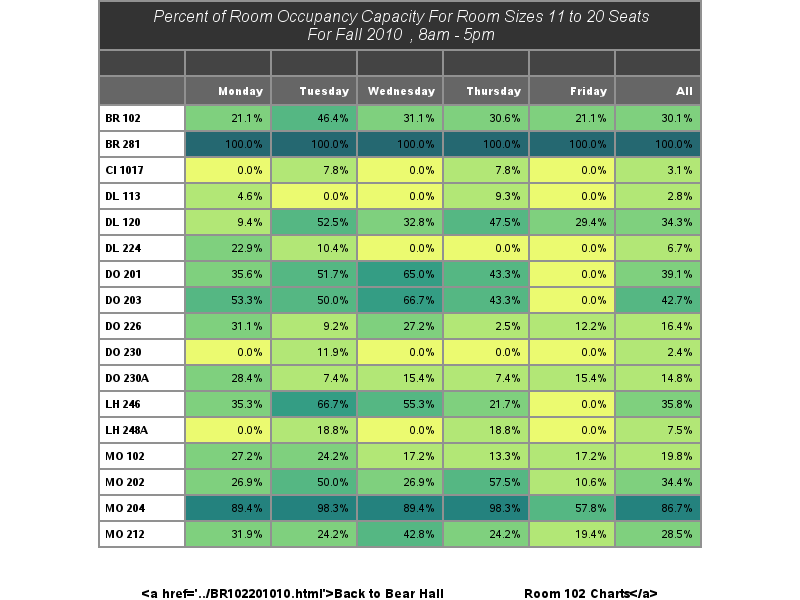 Percent of Room Occupancy Capacity For Room Sizes 11 to 20 Seats
For Fall 2010 , 8am - 5pm
Monday Tuesday Wednesday Thursday Friday All
BR 102 21.1% 46.4% 31.1% 30.6% 21.1% 30.1%
BR 281 100.0% 100.0% 100.0% 100.0% 100.0% 100.0%
CI 1017 0.0% 7.8% 0.0% 7.8% 0.0% 3.1%
DL 113 4.6% 0.0% 0.0% 9.3% 0.0% 2.8%
DL 120 9.4% 52.5% 32.8% 47.5% 29.4% 34.3%
DL 224 22.9% 10.4% 0.0% 0.0% 0.0% 6.7%
DO 201 35.6% 51.7% 65.0% 43.3% 0.0% 39.1%
DO 203 53.3% 50.0% 66.7% 43.3% 0.0% 42.7%
DO 226 31.1% 9.2% 27.2% 2.5% 12.2% 16.4%
DO 230 0.0% 11.9% 0.0% 0.0% 0.0% 2.4%
DO 230A 28.4% 7.4% 15.4% 7.4% 15.4% 14.8%
LH 246 35.3% 66.7% 55.3% 21.7% 0.0% 35.8%
LH 248A 0.0% 18.8% 0.0% 18.8% 0.0% 7.5%
MO 102 27.2% 24.2% 17.2% 13.3% 17.2% 19.8%
MO 202 26.9% 50.0% 26.9% 57.5% 10.6% 34.4%
MO 204 89.4% 98.3% 89.4% 98.3% 57.8% 86.7%
MO 212 31.9% 24.2% 42.8% 24.2% 19.4% 28.5%
<a href='../BR102201010.html'>Back to Bear Hall Room 102 Charts</a>